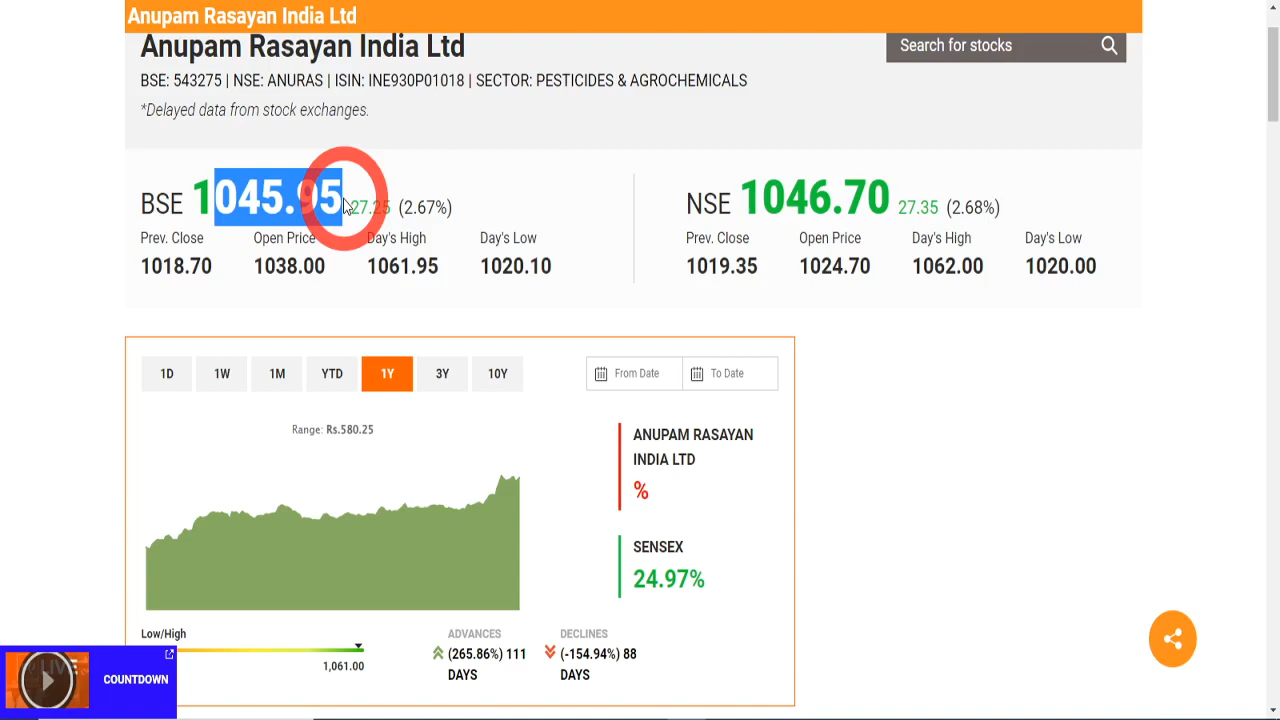 Anupam Rasayan India Ltd
Anupam Rasayan India Ltd
Search for stocks
BSE: 543275 | NSE: ANURAS | ISIN: INE930P01018 | SECTOR: PESTICIDES & AGROCHEMICALS
*Delayed data from stock exchanges.
BSE 1045.95 27.25 (2.67%)
Prev. Close Open Price Day's High Day's Low
1018.70 1038.00 1061.95 1020.10
NSE 1046.70 27.35 (2.68%)
Prev. Close Open Price Day's High Day's Low
1019.35 1024.70 1062.00 1020.00
1D 1W 1M YTD 1Y 3Y 10Y
From Date To Date
Range: Rs.580.25
ANUPAM RASAYAN
INDIA LTD
%
SENSEX
24.97%
Low/High
1,061.00
ADVANCES
(265.86%) 111
DAYS
DECLINES
(-154.94%) 88
DAYS
LIVE
COUNTDOWN